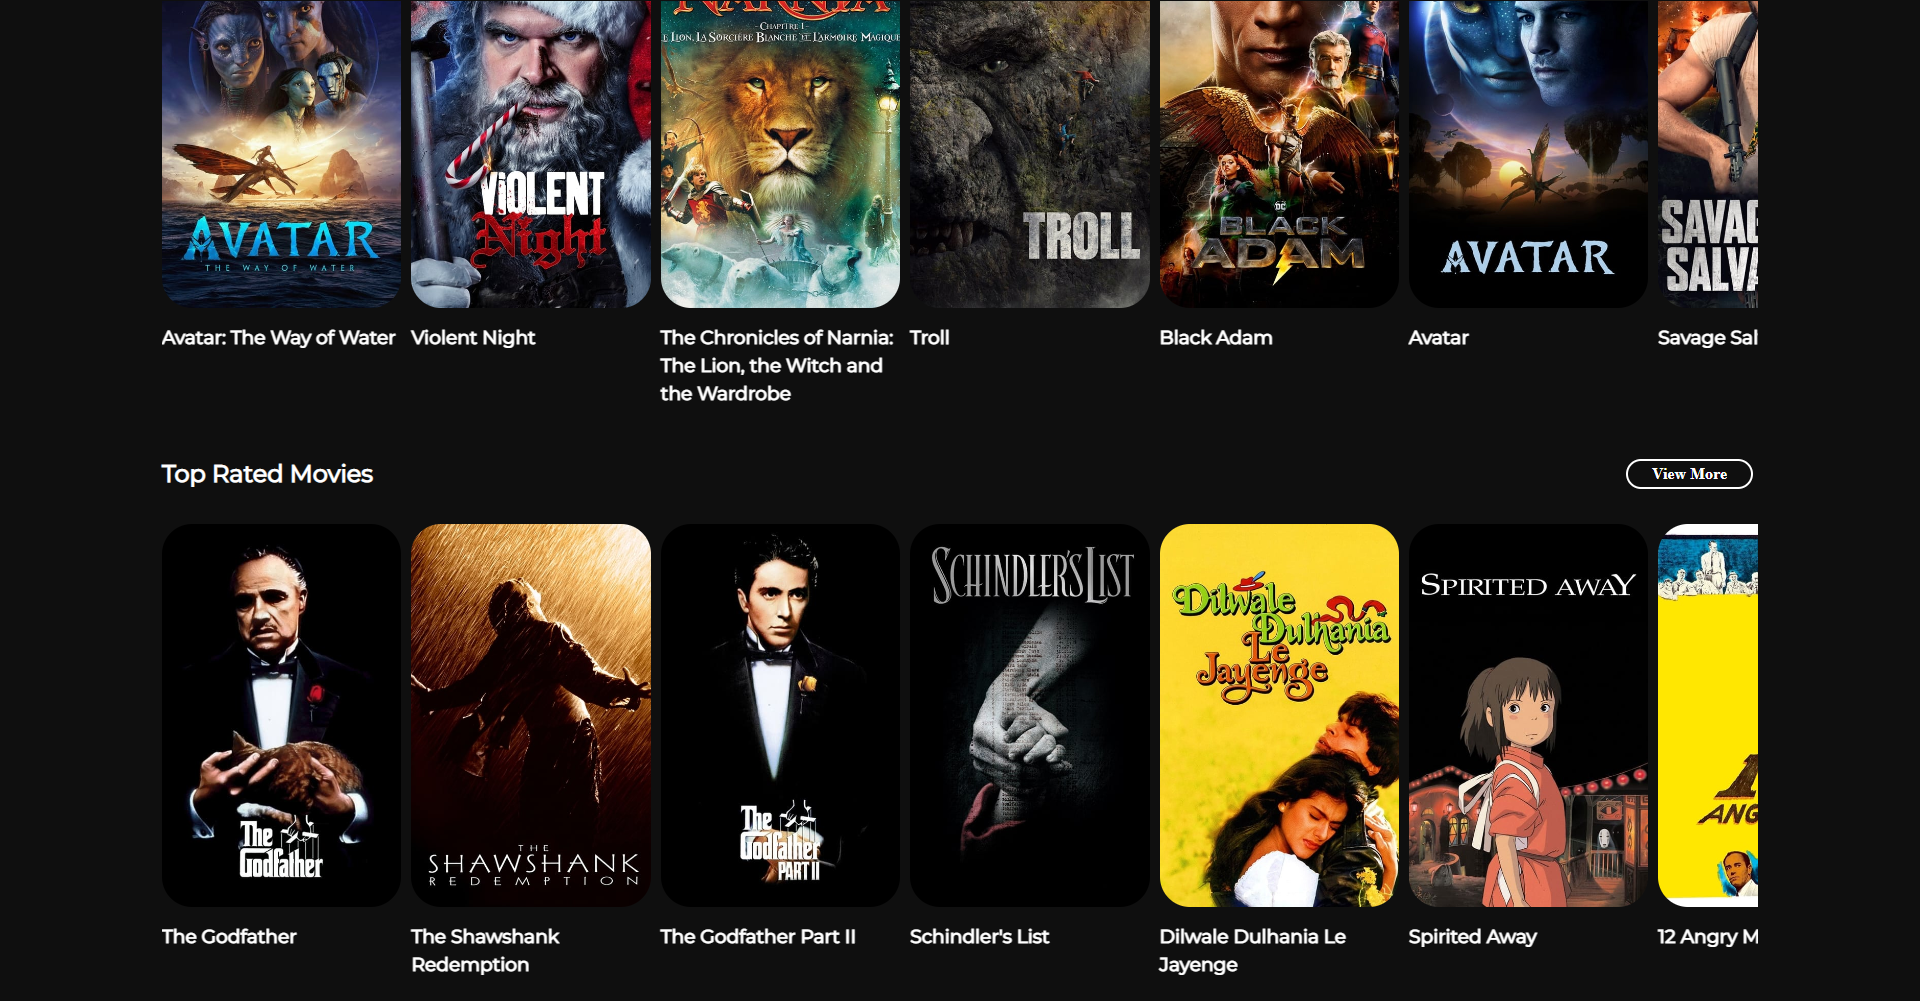 NARNIA
CHAPITRE 1
LE LION, LA SORCIÈRE BLANCHE ET L'ARMOIRE MAGIQUE
AVATAR
THE WAY OF WATER
VIOLENT
Night
TROLL
DC
BLACK
ADAM
AVATAR
SAVAG
SALVA
Avatar: The Way of Water
Violent Night
The Chronicles of Narnia:
The Lion, the Witch and
the Wardrobe
Troll
Black Adam
Avatar
Savage Sal
Top Rated Movies
View More
The
Godfather
THE
SHAWSHANK
REDEMPTION
The
Godfather
PART II
SCHINDLER'S LIST
Dilwale
Dulhania
Le
Jayenge
SPIRITED AWAY
1
ANG
The Godfather
The Shawshank
Redemption
The Godfather Part II
Schindler's List
Dilwale Dulhania Le
Jayenge
Spirited Away
12 Angry M